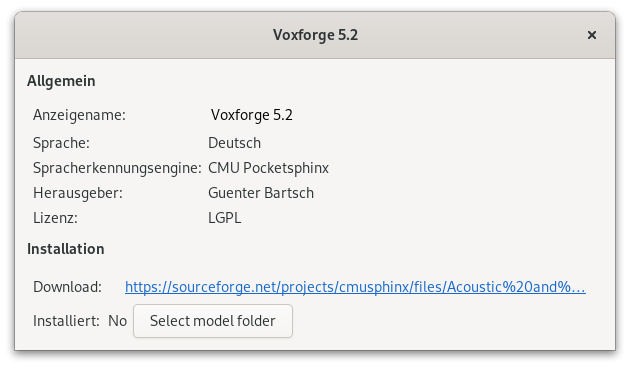 Voxforge 5.2 ×
Allgemein
Anzeigename: Voxforge 5.2
Sprache: Deutsch
Spracherkennungsengine: CMU Pocketsphinx
Herausgeber: Guenter Bartsch
Lizenz: LGPL
Installation
Download: https://sourceforge.net/projects/cmusphinx/files/Acoustic%20and%...
Installiert: No Select model folder